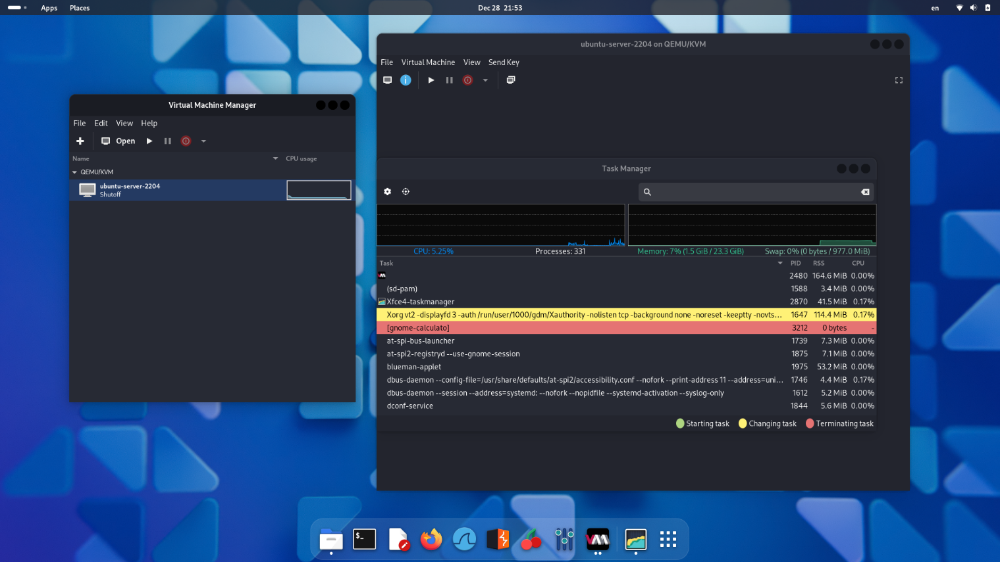 Apps Places
Dec 28 21:53
en
ubuntu-server-2204 on QEMU/KVM
File Virtual Machine View Send Key
Virtual Machine Manager
File Edit View Help
Open
Name CPU usage
QEMU/KVM
ubuntu-server-2204
Shutoff
Task Manager
CPU: 5.25% Processes: 331 Memory: 7% (1.5 GiB / 23.3 GiB) Swap: 0% (0 bytes / 977.0 MiB)
Task PID RSS CPU
2480 164.6 MiB 0.00%
(sd-pam) 1588 3.4 MiB 0.00%
Xfce4-taskmanager 2870 41.5 MiB 0.17%
Xorg vt2 -displayfd 3 -auth /run/user/1000/gdm/Xauthority -nolisten tcp -background none -noreset -keeptty -novts... 1647 114.4 MiB 0.17%
[gnome-calculato] 3212 0 bytes -
at-spi-bus-launcher 1739 7.3 MiB 0.00%
at-spi2-registryd --use-gnome-session 1875 7.1 MiB 0.00%
blueman-applet 1975 53.2 MiB 0.00%
dbus-daemon --config-file=/usr/share/defaults/at-spi2/accessibility.conf --nofork --print-address 11 --address=uni... 1746 4.4 MiB 0.17%
dbus-daemon --session --address=systemd: --nofork --nopidfile --systemd-activation --syslog-only 1612 5.2 MiB 0.00%
dconf-service 1844 5.6 MiB 0.00%
Starting task Changing task Terminating task
$_
VMM